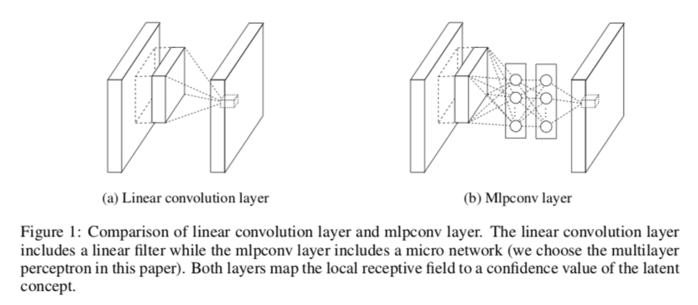 (a) Linear convolution layer
(b) Mlpconv layer
Figure 1: Comparison of linear convolution layer and mlpconv layer. The linear convolution layer
includes a linear filter while the mlpconv layer includes a micro network (we choose the multilayer
perceptron in this paper). Both layers map the local receptive field to a confidence value of the latent
concept.